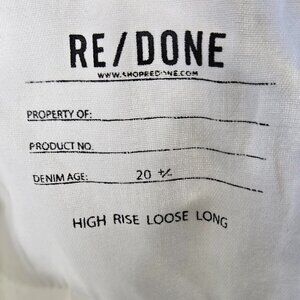 RE/DONE
WWW.SHOPREDONE.COM
PROPERTY OF:
PRODUCT NO.
DENIM AGE: 20 +/-
HIGH RISE LOOSE LONG